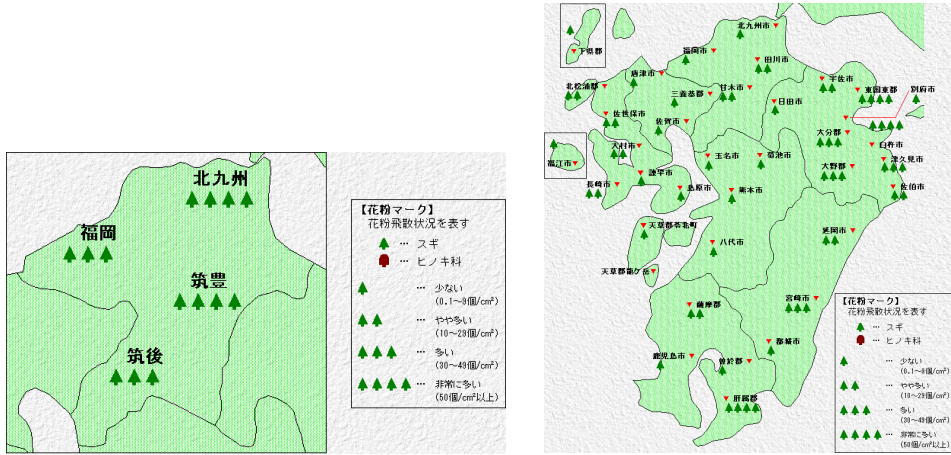 北九州
福岡
筑豊
筑後
【花粉マーク】
花粉飛散状況を表す
… スギ
… ヒノキ科
… 少ない
(0.1～9個/cm²)
… やや多い
(10～29個/cm²)
… 多い
(30～49個/cm²)
… 非常に多い
(50個/cm²以上)
北九州市
福岡市
田川市
下県郡
唐津市
宇佐市
北松浦郡
三養基郡
甘木市
日田市
東国東郡
別府市
佐世保市
佐賀市
大分郡
臼杵市
大村市
玉名市
菊池市
津久見市
福江市
諫早市
大野郡
長崎市
島原市
熊本市
佐伯市
天草郡苓北町
八代市
延岡市
天草郡龍ケ岳
薩摩郡
宮崎市
都城市
鹿児島市
曽於郡
肝属郡
【花粉マーク】
花粉飛散状況を表す
… スギ
… ヒノキ科
… 少ない
(0.1～9個/cm²)
… やや多い
(10～29個/cm²)
… 多い
(30～49個/cm²)
… 非常に多い
(50個/cm²以上)